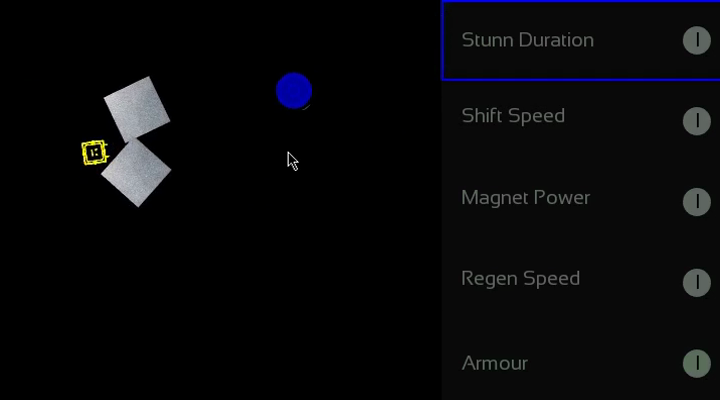 Stunn Duration
Shift Speed
Magnet Power
Regen Speed
Armour